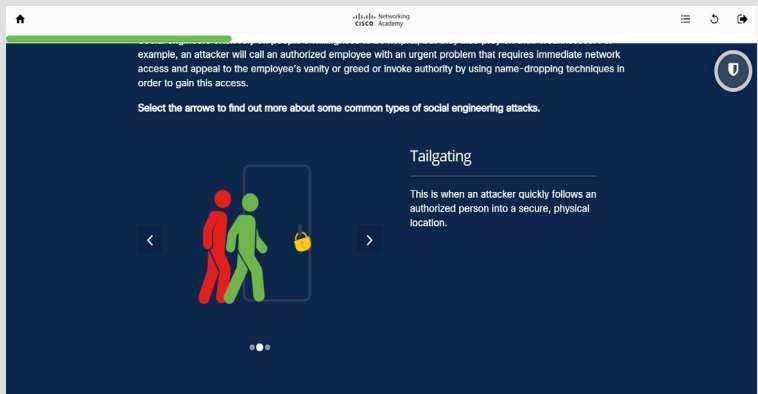 Networking
CISCO Academy
example, an attacker will call an authorized employee with an urgent problem that requires immediate network
access and appeal to the employee's vanity or greed or invoke authority by using name-dropping techniques in
order to gain this access.
Select the arrows to find out more about some common types of social engineering attacks.
Tailgating
This is when an attacker quickly follows an
authorized person into a secure, physical
location.